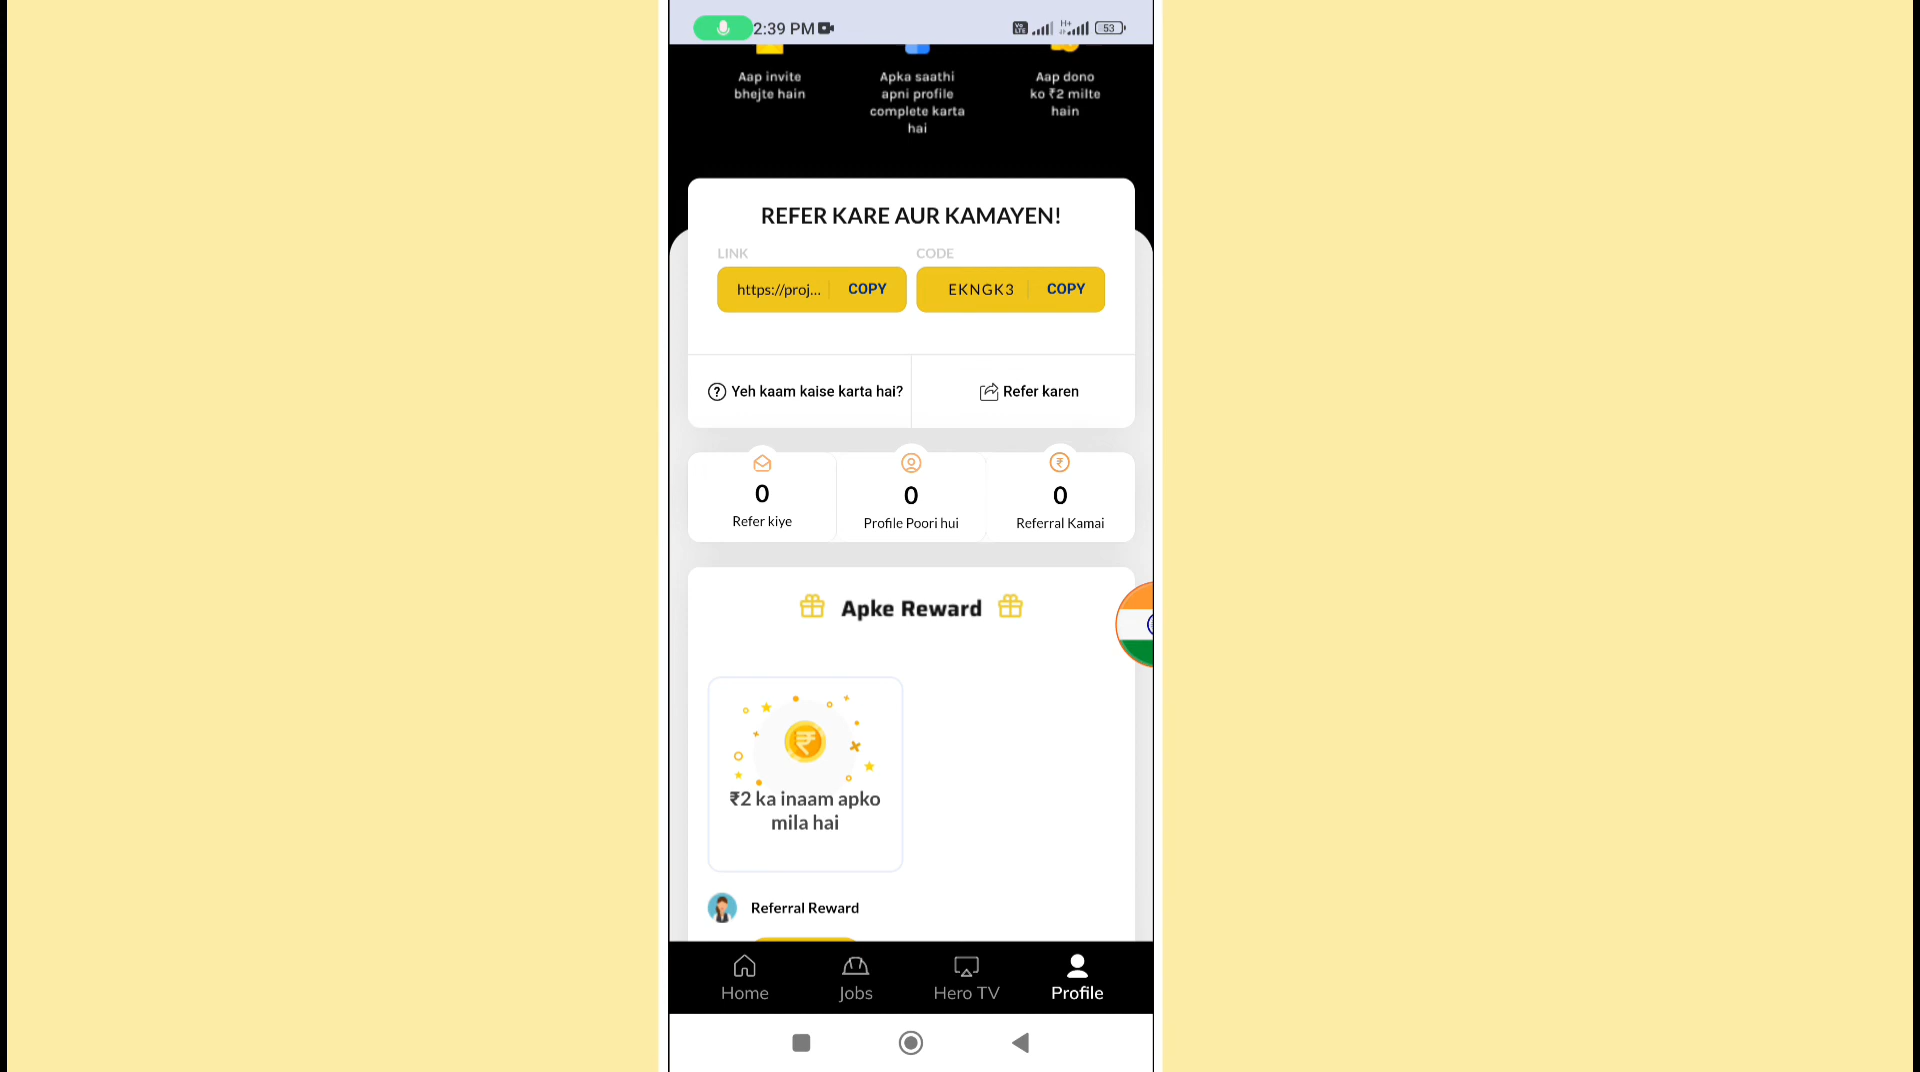 2:39 PM
Vo
LTE
H+
53
Aap invite
bhejte hain
Apka saathi
apni profile
complete karta
hai
Aap dono
ko ₹2 milte
hain
REFER KARE AUR KAMAYEN!
LINK
CODE
https://proj... COPY
EKNGK3 COPY
Yeh kaam kaise karta hai?
Refer karen
0
Refer kiye
0
Profile Poori hui
0
Referral Kamai
Apke Reward
₹2 ka inaam apko
mila hai
Referral Reward
Home
Jobs
Hero TV
Profile